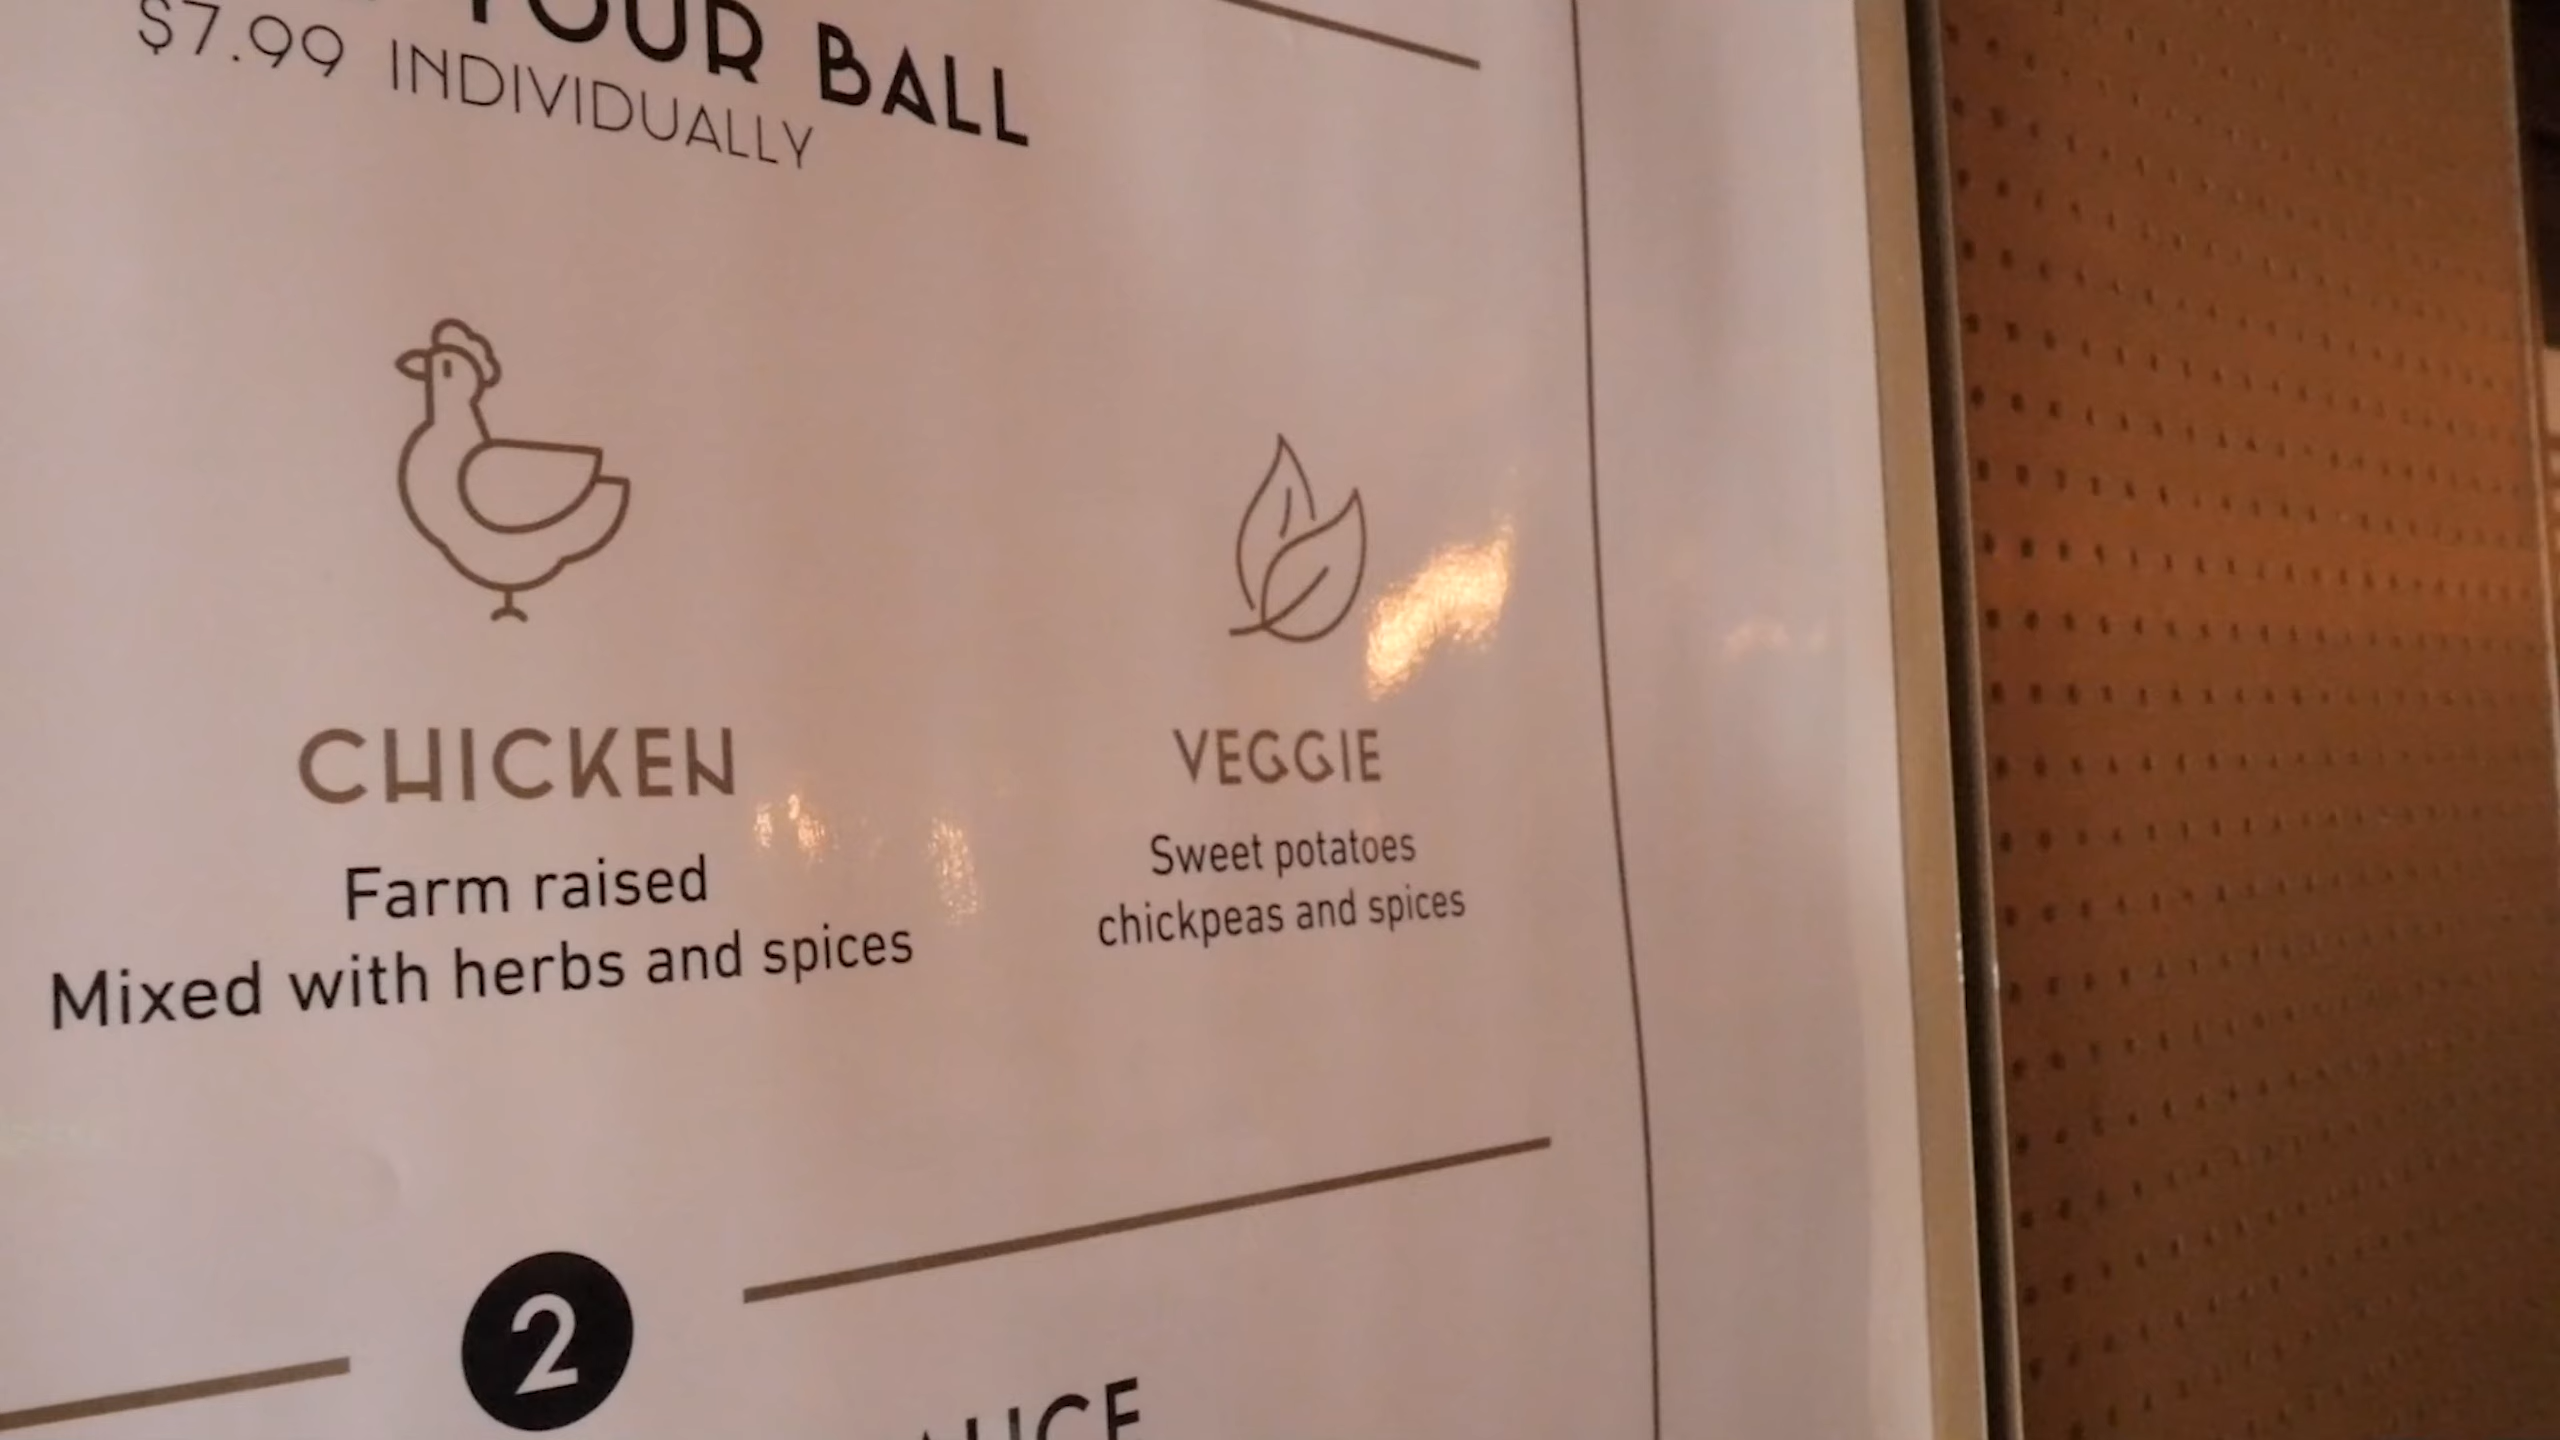 YOUR BALL
$7.99 INDIVIDUALLY
CHICKEN
Farm raised
Mixed with herbs and spices
VEGGIE
Sweet potatoes
chickpeas and spices
2